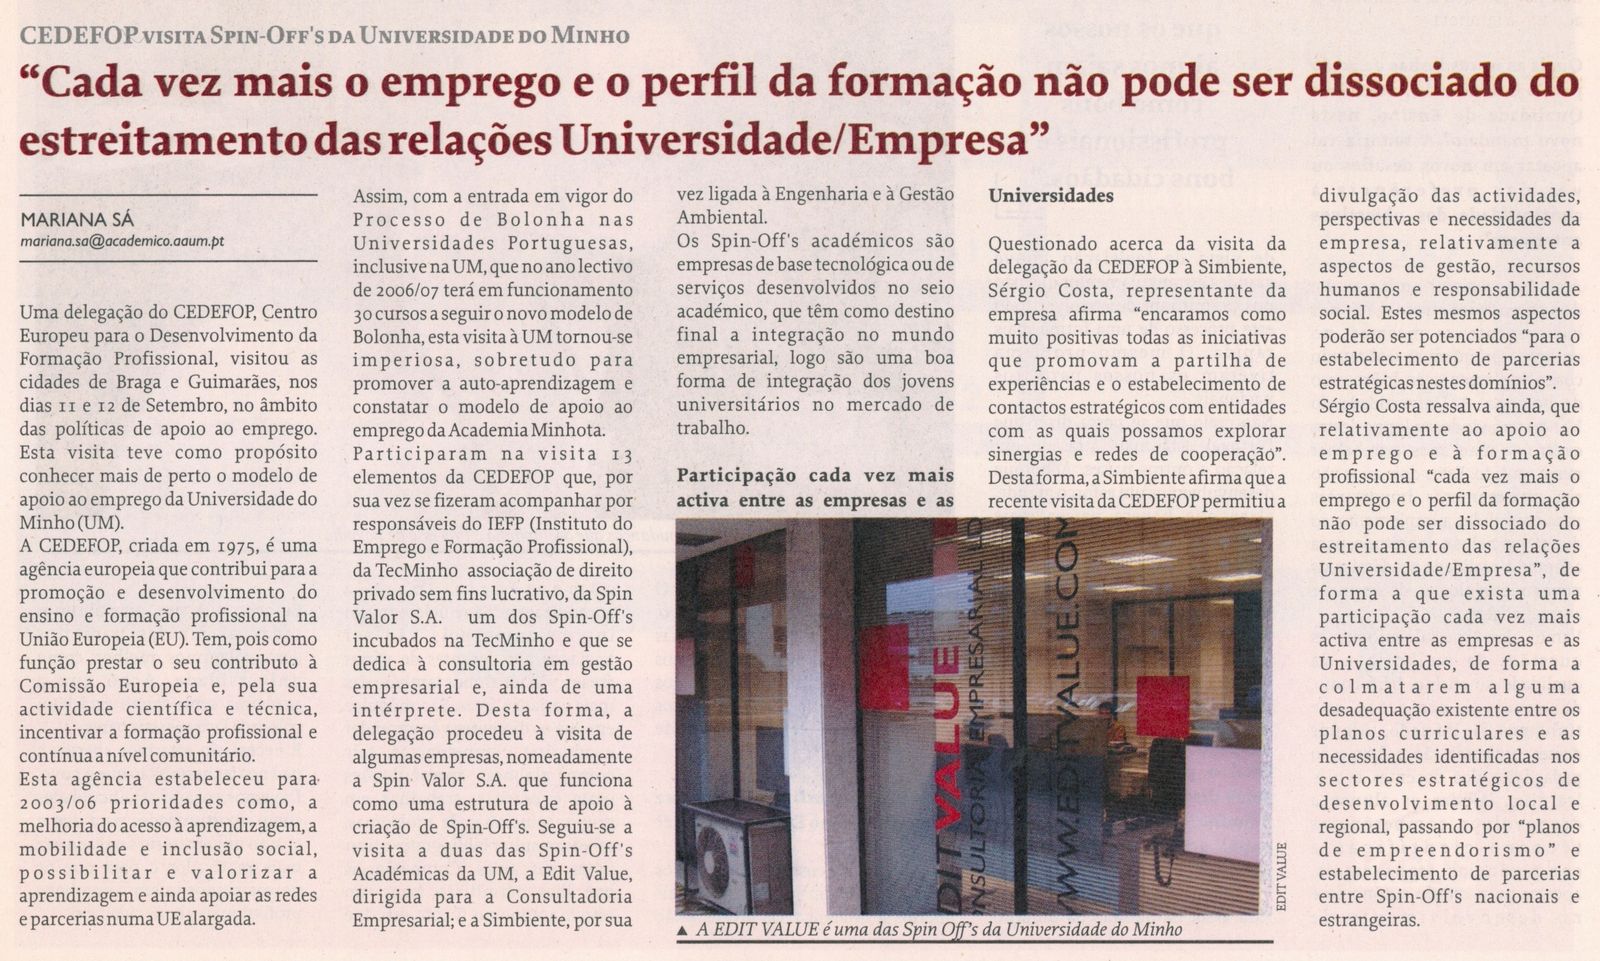 CEDEFOP VISITA SPIN-OFF'S DA UNIVERSIDADE DO MINHO
“Cada vez mais o emprego e o perfil da formação não pode ser dissociado do
estreitamento das relações Universidade/Empresa”
MARIANA SÁ
mariana.sa@academico.aaum.pt
Uma delegação do CEDEFOP, Centro
Europeu para o Desenvolvimento da
Formação Profissional, visitou as
cidades de Braga e Guimarães, nos
dias 11 e 12 de Setembro, no âmbito
das políticas de apoio ao emprego.
Esta visita teve como propósito
conhecer mais de perto o modelo de
apoio ao emprego da Universidade do
Minho (UM).
A CEDEFOP, criada em 1975, é uma
agência europeia que contribui para a
promoção e desenvolvimento do
ensino e formação profissional na
União Europeia (EU). Tem, pois como
função prestar o seu contributo à
Comissão Europeia e, pela sua
actividade científica e técnica,
incentivar a formação profissional e
contínua a nível comunitário.
Esta agência estabeleceu para
2003/06 prioridades como, a
melhoria do acesso à aprendizagem, a
mobilidade e inclusão social,
possibilitar e valorizar a
aprendizagem e ainda apoiar as redes
e parcerias numa UE alargada.
Assim, com a entrada em vigor do
Processo de Bolonha nas
Universidades Portuguesas,
inclusive na UM, que no ano lectivo
de 2006/07 terá em funcionamento
30 cursos a seguir o novo modelo de
Bolonha, esta visita à UM tornou-se
imperiosa, sobretudo para
promover a auto-aprendizagem e
constatar o modelo de apoio ao
emprego da Academia Minhota.
Participaram na visita 13
elementos da CEDEFOP que, por
sua vez se fizeram acompanhar por
responsáveis do IEFP (Instituto do
Emprego e Formação Profissional),
da TecMinho associação de direito
privado sem fins lucrativo, da Spin
Valor S.A. um dos Spin-Off's
incubados na TecMinho e que se
dedica à consultoria em gestão
empresarial e, ainda de uma
intérprete. Desta forma, a
delegação procedeu à visita de
algumas empresas, nomeadamente
a Spin Valor S.A. que funciona
como uma estrutura de apoio à
criação de Spin-Off's. Seguiu-se a
visita a duas das Spin-Off's
Académicas da UM, a Edit Value,
dirigida para a Consultadoria
Empresarial; e a Simbiente, por sua
vez ligada à Engenharia e à Gestão
Ambiental.
Os Spin-Off's académicos são
empresas de base tecnológica ou de
serviços desenvolvidos no seio
académico, que têm como destino
final a integração no mundo
empresarial, logo são uma boa
forma de integração dos jovens
universitários no mercado de
trabalho.
Participação cada vez mais
activa entre as empresas e as
Universidades
Questionado acerca da visita da
delegação da CEDEFOP à Simbiente,
Sérgio Costa, representante da
empresa afirma “encaramos como
muito positivas todas as iniciativas
que promovam a partilha de
experiências e o estabelecimento de
contactos estratégicos com entidades
com as quais possamos explorar
sinergias e redes de cooperação”.
Desta forma, a Simbiente afirma que a
recente visita da CEDEFOP permitiu a
divulgação das actividades,
perspectivas e necessidades da
empresa, relativamente a
aspectos de gestão, recursos
humanos e responsabilidade
social. Estes mesmos aspectos
poderão ser potenciados “para o
estabelecimento de parcerias
estratégicas nestes domínios”.
Sérgio Costa ressalva ainda, que
relativamente ao apoio ao
emprego e à formação
profissional “cada vez mais o
emprego e o perfil da formação
não pode ser dissociado do
estreitamento das relações
Universidade/Empresa”, de
forma a que exista uma
participação cada vez mais
activa entre as empresas e as
Universidades, de forma a
colmatarem alguma
desadequação existente entre os
planos curriculares e as
necessidades identificadas nos
sectores estratégicos de
desenvolvimento local e
regional, passando por “planos
de empreendorismo” e
estabelecimento de parcerias
entre Spin-Off's nacionais e
estrangeiras.
EDIT VALUE
ONSULTORIA EMPRESARIAL LD
WWW.EDITVALUE.COM
EDIT VALUE
▲ A EDIT VALUE é uma das Spin Off's da Universidade do Minho